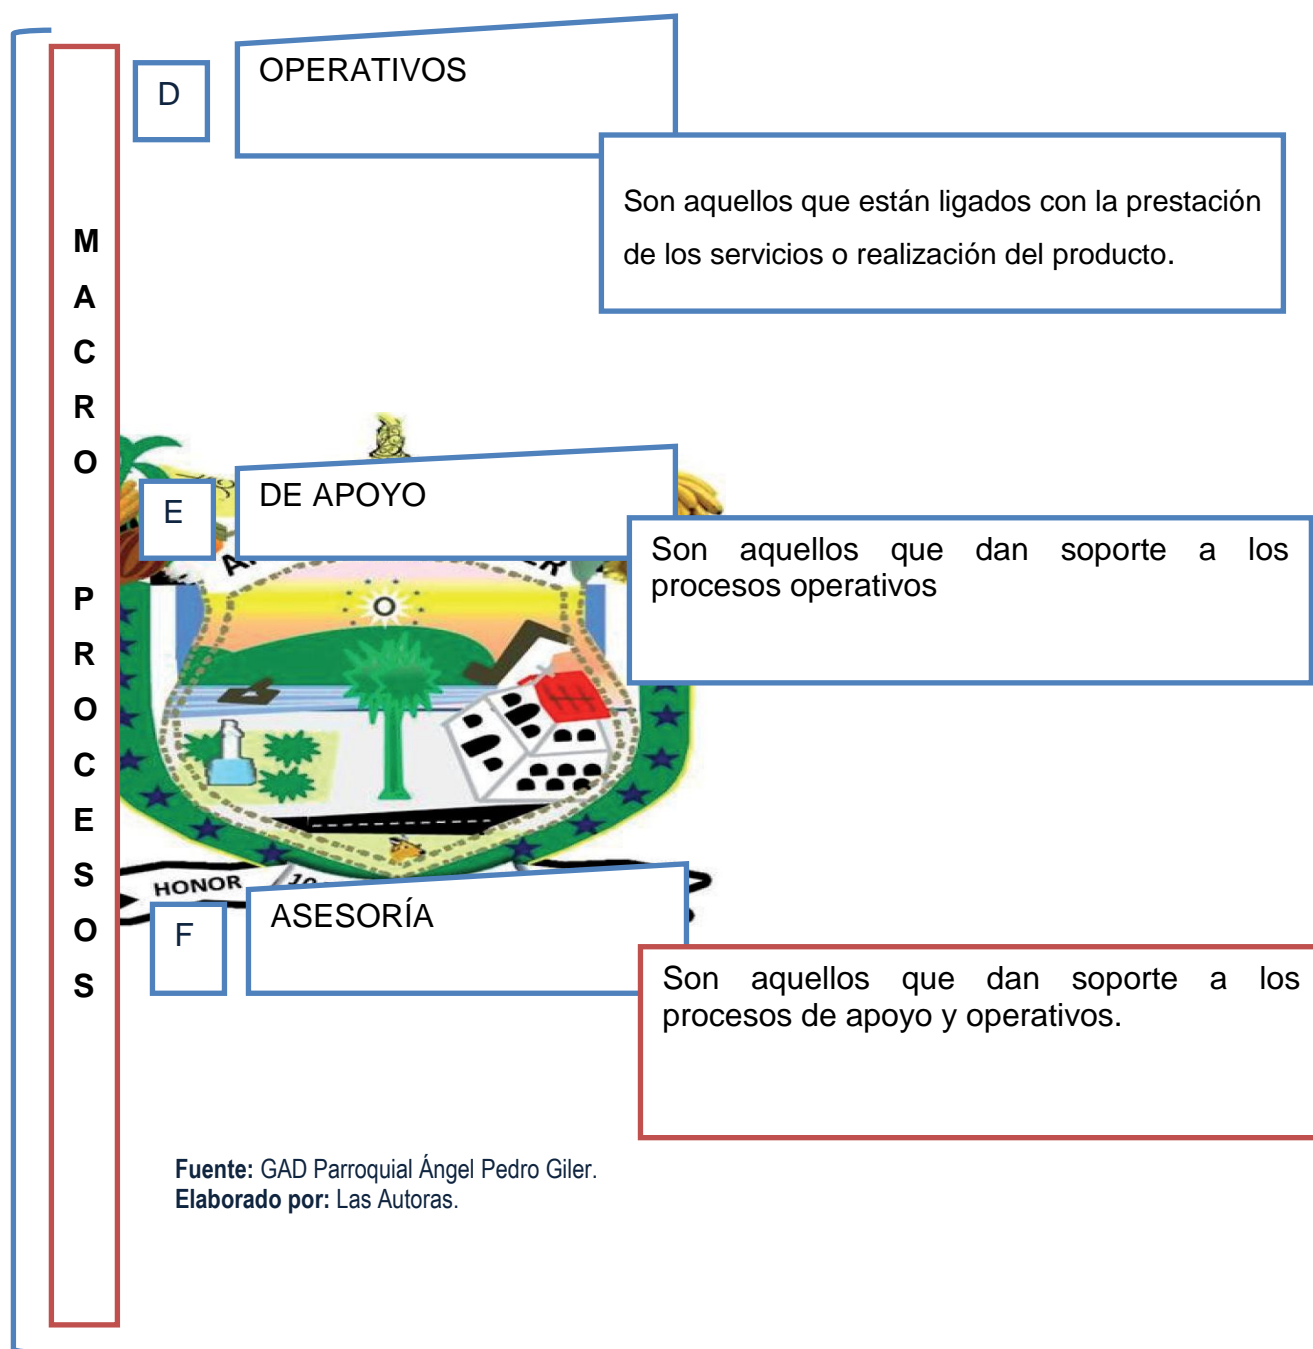 MACRO PROCESOS
D
OPERATIVOS
Son aquellos que están ligados con la prestación
de los servicios o realización del producto.
E
DE APOYO
Son aquellos que dan soporte a los
procesos operativos
HONOR
F
ASESORÍA
Son aquellos que dan soporte a los
procesos de apoyo y operativos.
Fuente: GAD Parroquial Ángel Pedro Giler.
Elaborado por: Las Autoras.